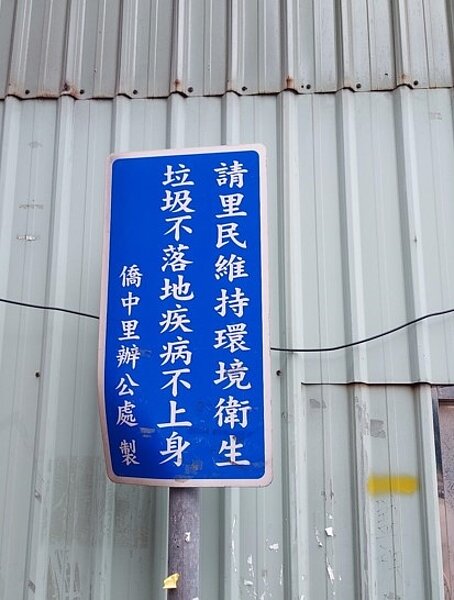 請里民維持環境衛生
垃圾不落地疾病不上身
僑中里辦公處 製